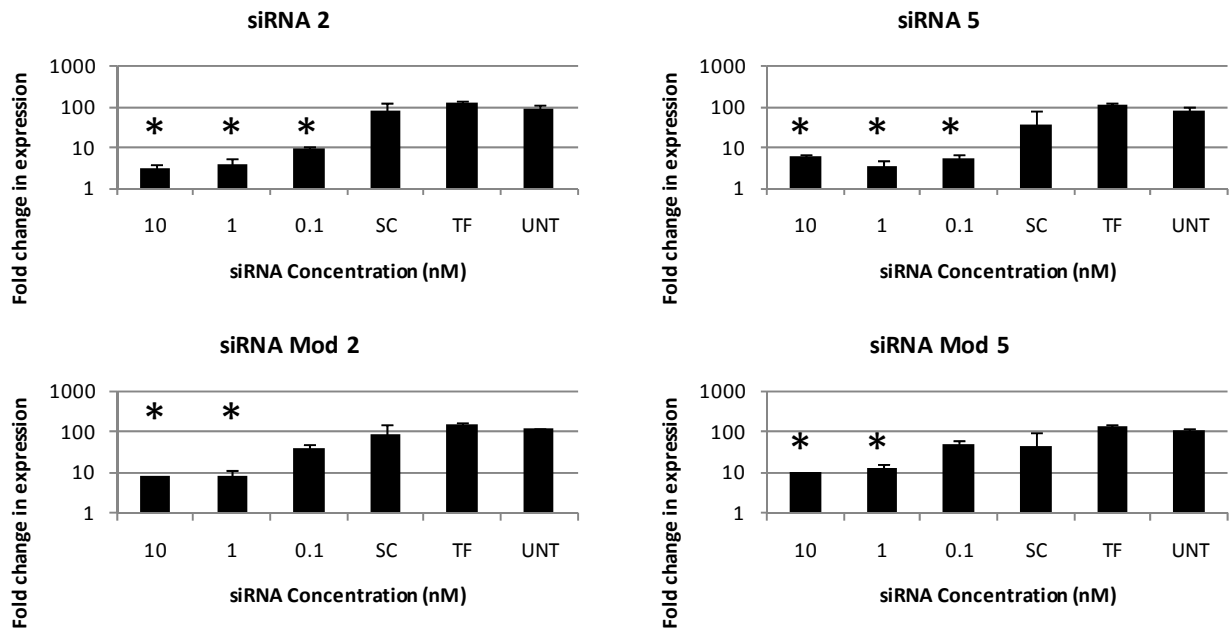 siRNA 2
Fold change in expression
1000
100
10
1
* * *
10 1 0.1 SC TF UNT
siRNA Concentration (nM)
siRNA 5
Fold change in expression
1000
100
10
1
* * *
10 1 0.1 SC TF UNT
siRNA Concentration (nM)
siRNA Mod 2
Fold change in expression
1000
100
10
1
* *
10 1 0.1 SC TF UNT
siRNA Concentration (nM)
siRNA Mod 5
Fold change in expression
1000
100
10
1
* *
10 1 0.1 SC TF UNT
siRNA Concentration (nM)